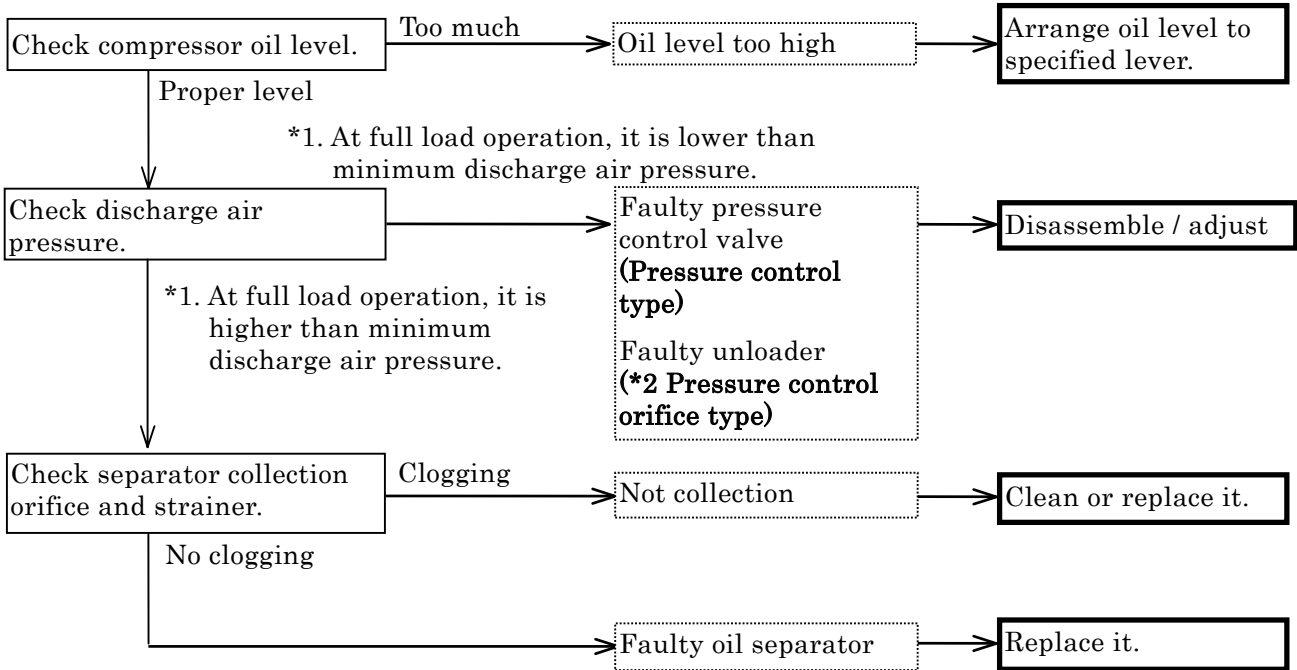 Check compressor oil level.
Too much
Oil level too high
Arrange oil level to
specified lever.
Proper level
*1. At full load operation, it is lower than
minimum discharge air pressure.
Check discharge air
pressure.
Faulty pressure
control valve
(Pressure control
type)
Faulty unloader
(*2 Pressure control
orifice type)
Disassemble / adjust
*1. At full load operation, it is
higher than minimum
discharge air pressure.
Check separator collection
orifice and strainer.
Clogging
Not collection
Clean or replace it.
No clogging
Faulty oil separator
Replace it.